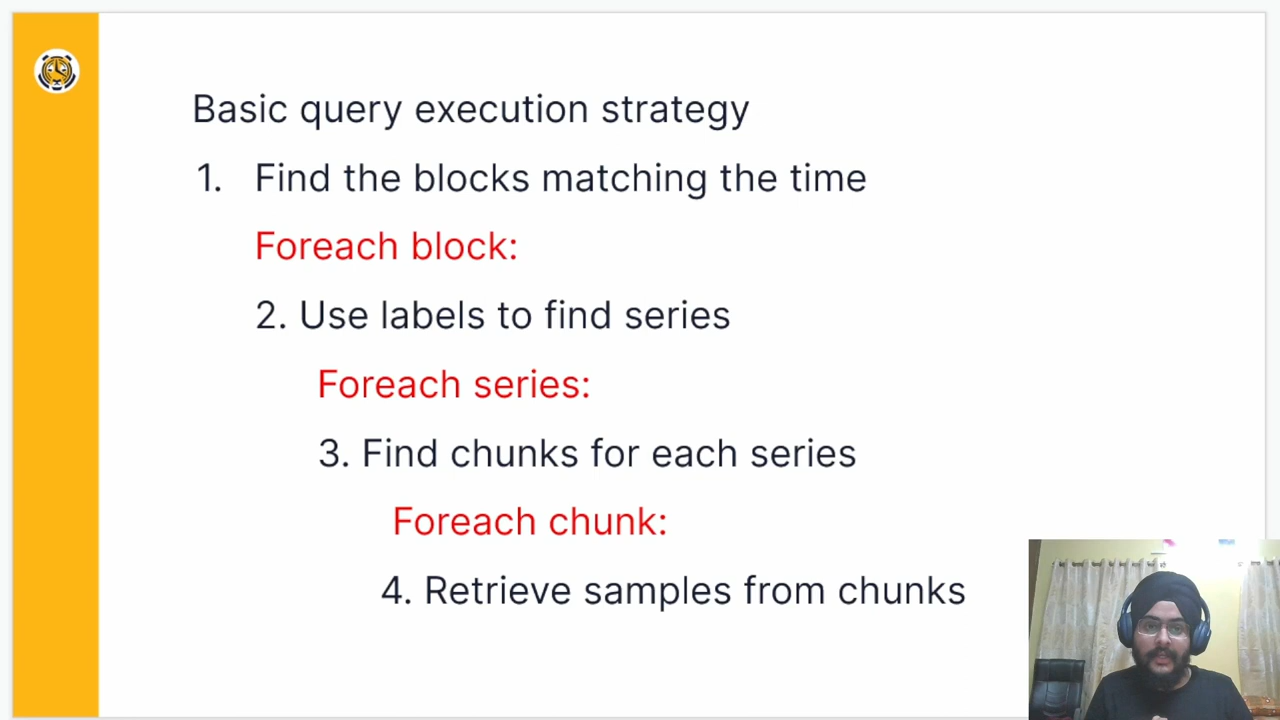 Basic query execution strategy
1. Find the blocks matching the time
Foreach block:
2. Use labels to find series
Foreach series:
3. Find chunks for each series
Foreach chunk:
4. Retrieve samples from chunks